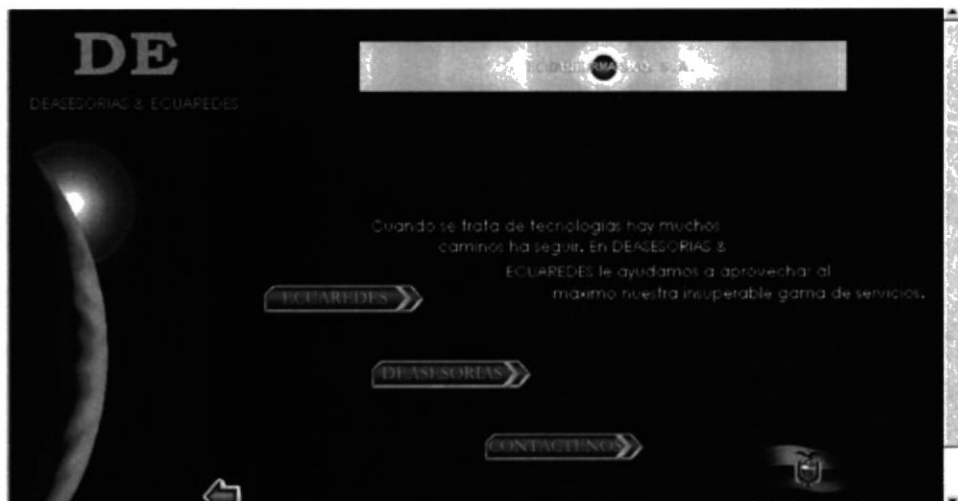 DE
DEASESORIAS & ECUAREDES
Cuando se trata de tecnologías hay muchos
caminos ha seguir. En DEASESORIAS &
ECUAREDES le ayudamos a aprovechar al
máximo nuestra insuperable gama de servicios.
ECUAREDES
DEASESORIAS
CONTACTENOS